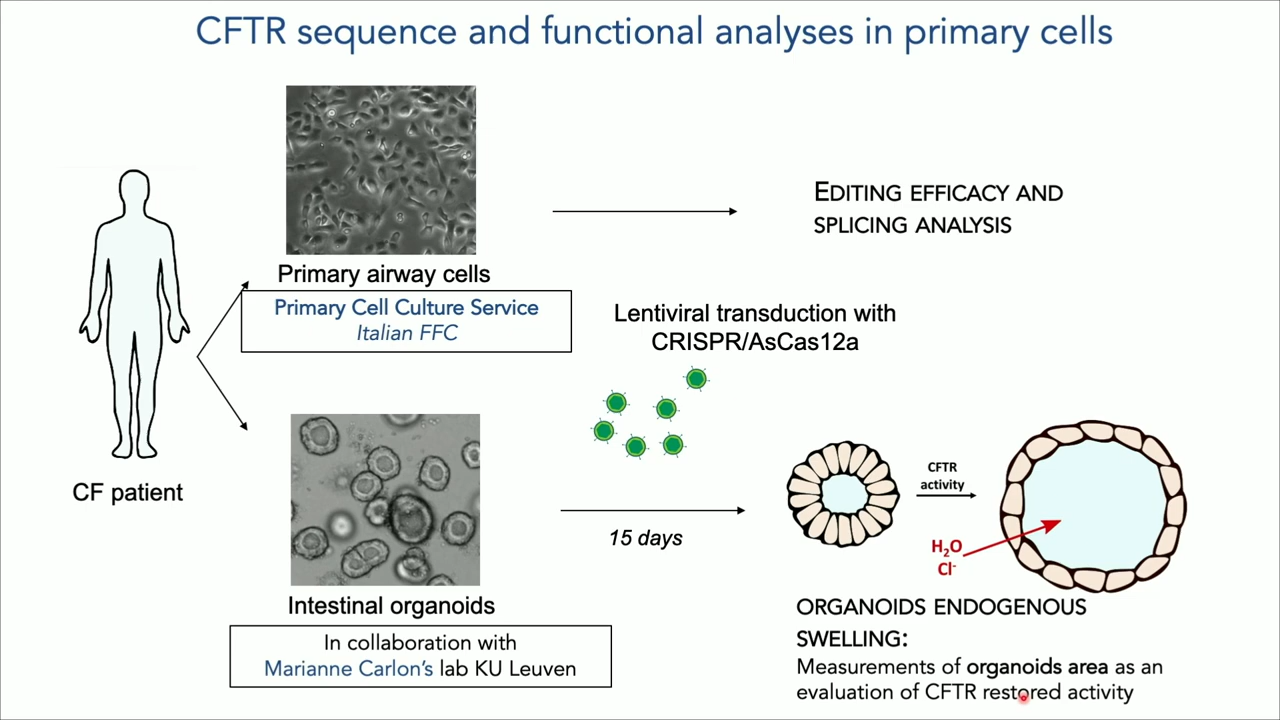 CFTR sequence and functional analyses in primary cells
CF patient
Primary airway cells
Primary Cell Culture Service
Italian FFC
EDITING EFFICACY AND
SPLICING ANALYSIS
Lentiviral transduction with
CRISPR/AsCas12a
15 days
Intestinal organoids
In collaboration with
Marianne Carlon's lab KU Leuven
CFTR
activity
H₂O
Cl⁻
ORGANOIDS ENDOGENOUS
SWELLING:
Measurements of organoids area as an
evaluation of CFTR restored activity